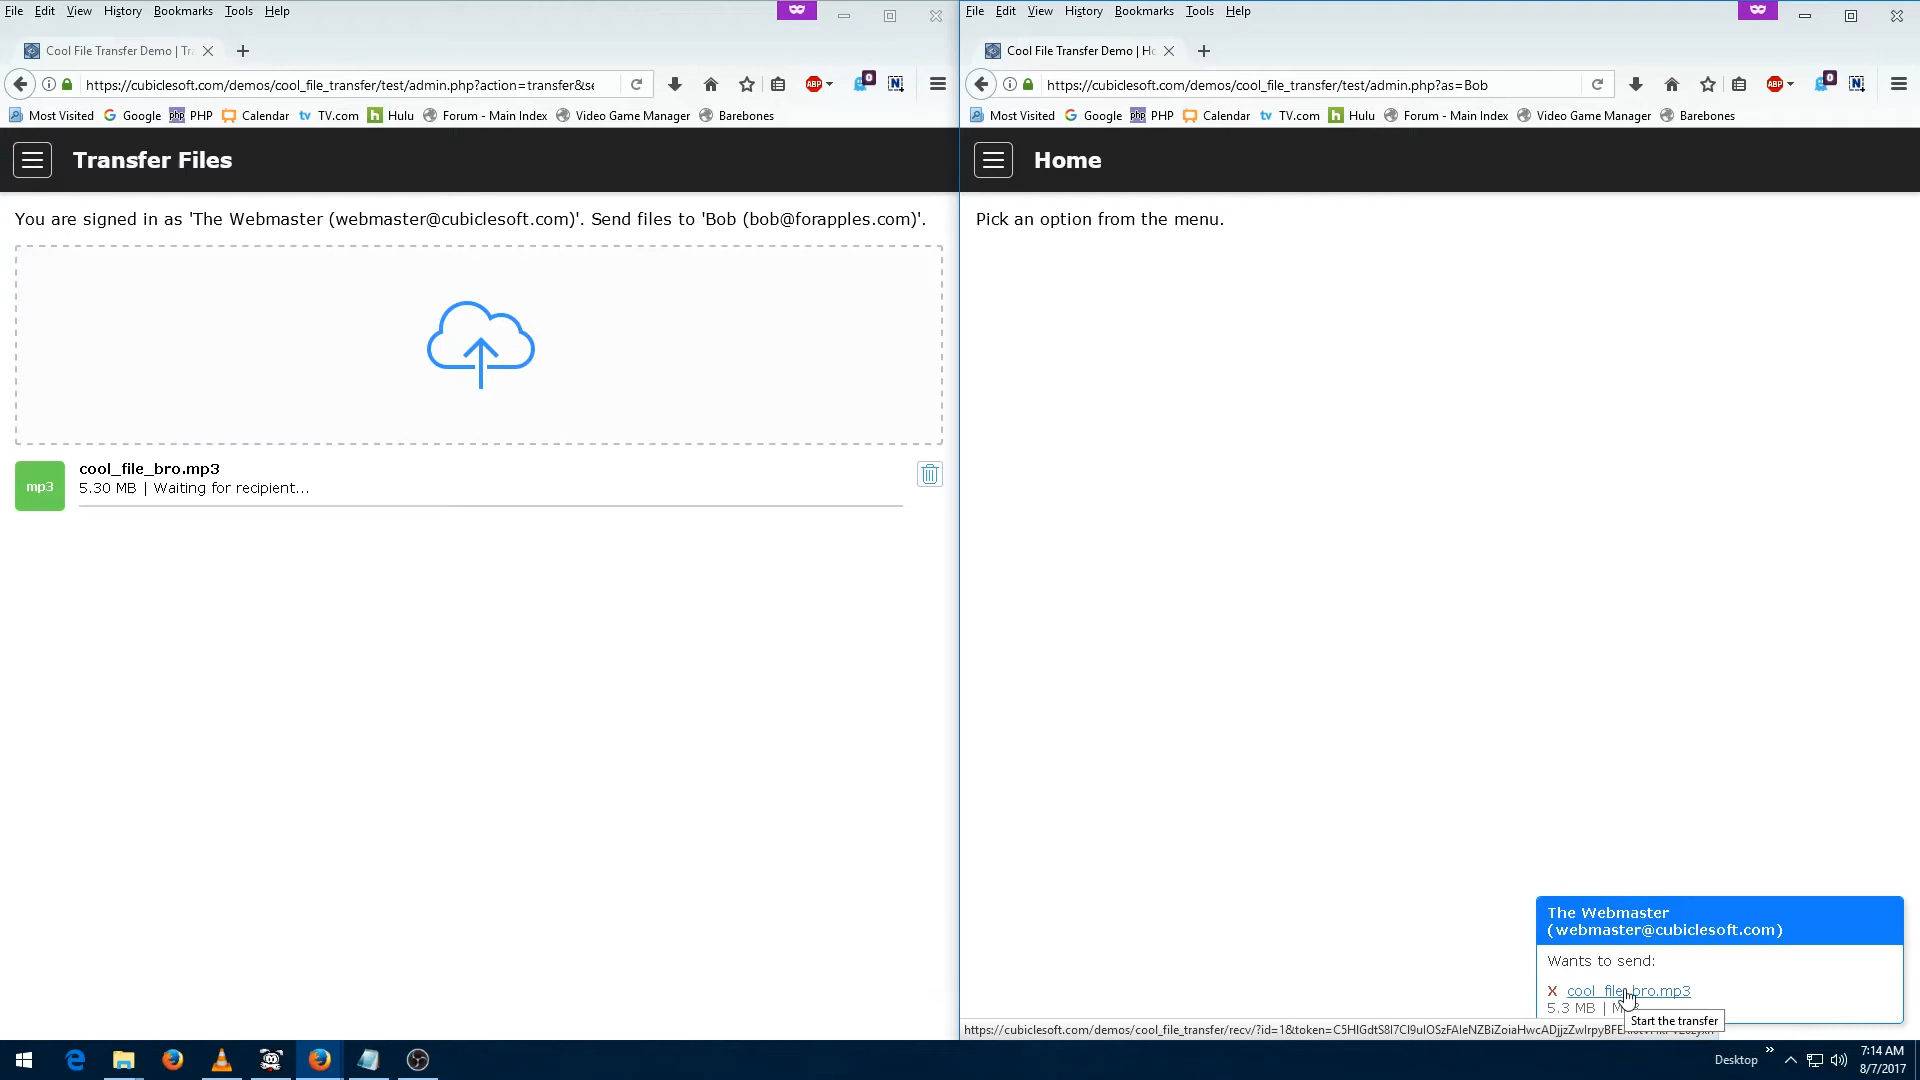 File Edit View History Bookmarks Tools Help
Cool File Transfer Demo | Tr
https://cubiclesoft.com/demos/cool_file_transfer/test/admin.php?action=transfer&se
ABP
0
Most Visited Google PHP Calendar TV.com Hulu Forum - Main Index Video Game Manager Barebones
Transfer Files
You are signed in as 'The Webmaster (webmaster@cubiclesoft.com)'. Send files to 'Bob (bob@forapples.com)'.
mp3
cool_file_bro.mp3
5.30 MB | Waiting for recipient...
File Edit View History Bookmarks Tools Help
Cool File Transfer Demo | Ho
https://cubiclesoft.com/demos/cool_file_transfer/test/admin.php?as=Bob
ABP
0
Most Visited Google PHP Calendar TV.com Hulu Forum - Main Index Video Game Manager Barebones
Home
Pick an option from the menu.
The Webmaster
(webmaster@cubiclesoft.com)
Wants to send:
X cool_file_bro.mp3
5.3 MB |
Start the transfer
Desktop
7:14 AM
8/7/2017